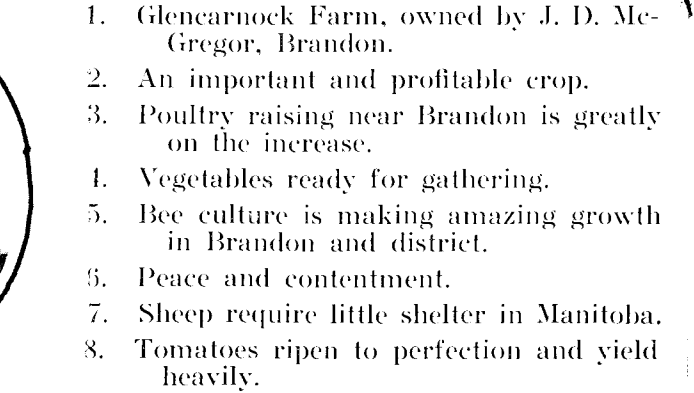 1. Glencarnock Farm, owned by J. D. Mc-
Gregor, Brandon.
2. An important and profitable crop.
3. Poultry raising near Brandon is greatly
on the increase.
4. Vegetables ready for gathering.
5. Bee culture is making amazing growth
in Brandon and district.
6. Peace and contentment.
7. Sheep require little shelter in Manitoba.
8. Tomatoes ripen to perfection and yield
heavily.